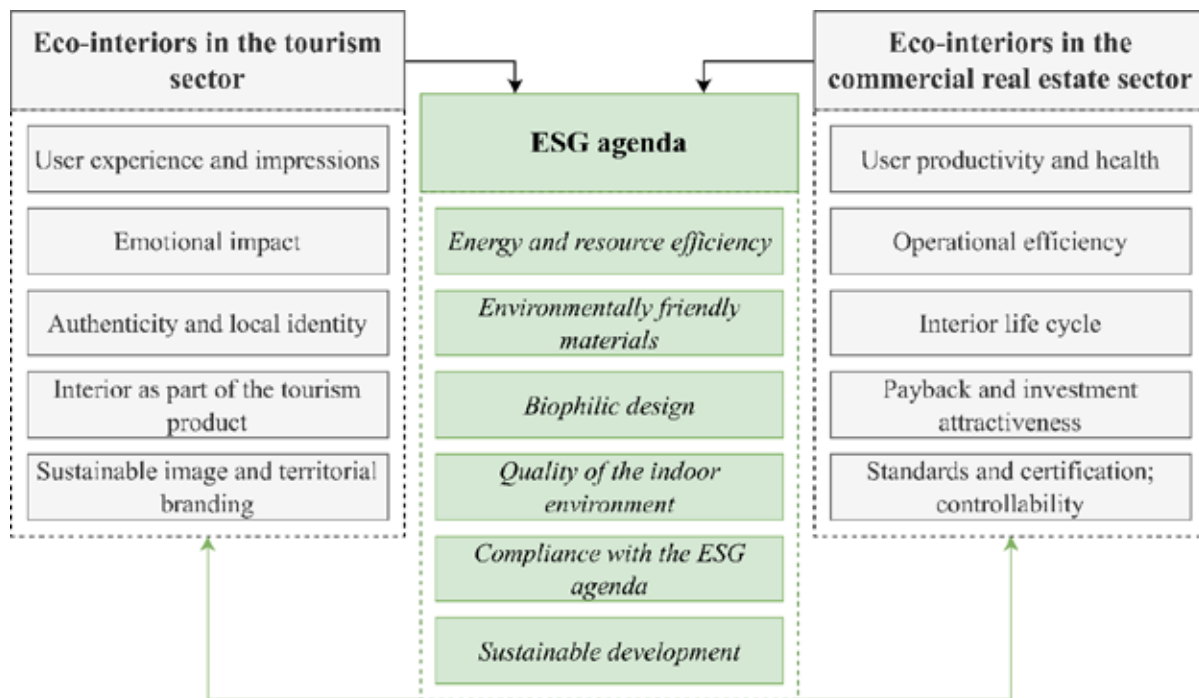 Eco-interiors in the tourism
sector
User experience and impressions
Emotional impact
Authenticity and local identity
Interior as part of the tourism
product
Sustainable image and territorial
branding
ESG agenda
Energy and resource efficiency
Environmentally friendly
materials
Biophilic design
Quality of the indoor
environment
Compliance with the ESG
agenda
Sustainable development
Eco-interiors in the
commercial real estate sector
User productivity and health
Operational efficiency
Interior life cycle
Payback and investment
attractiveness
Standards and certification;
controllability